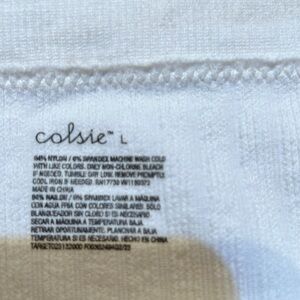 colsie™ L
94% NYLON / 6% SPANDEX MACHINE WASH COLD
WITH LIKE COLORS. ONLY NON-CHLORINE BLEACH
IF NEEDED. TUMBLE DRY LOW. REMOVE PROMPTLY.
COOL IRON IF NEEDED. RN17730
MADE IN CHINA
94% NAILON / 6% SPANDEX LAVAR A MAQUINA
CON AGUA FRIA CON COLORES SIMILARES. SOLO
BLANQUEADOR SIN CLORO SI ES NECESARIO.
SECAR A MAQUINA A TEMPERATURA BAJA
RETIRAR OPORTUNAMENTE. PLANCHAR A BAJA
TEMPERATURA SI ES NECESARIO. HECHO EN CHINA